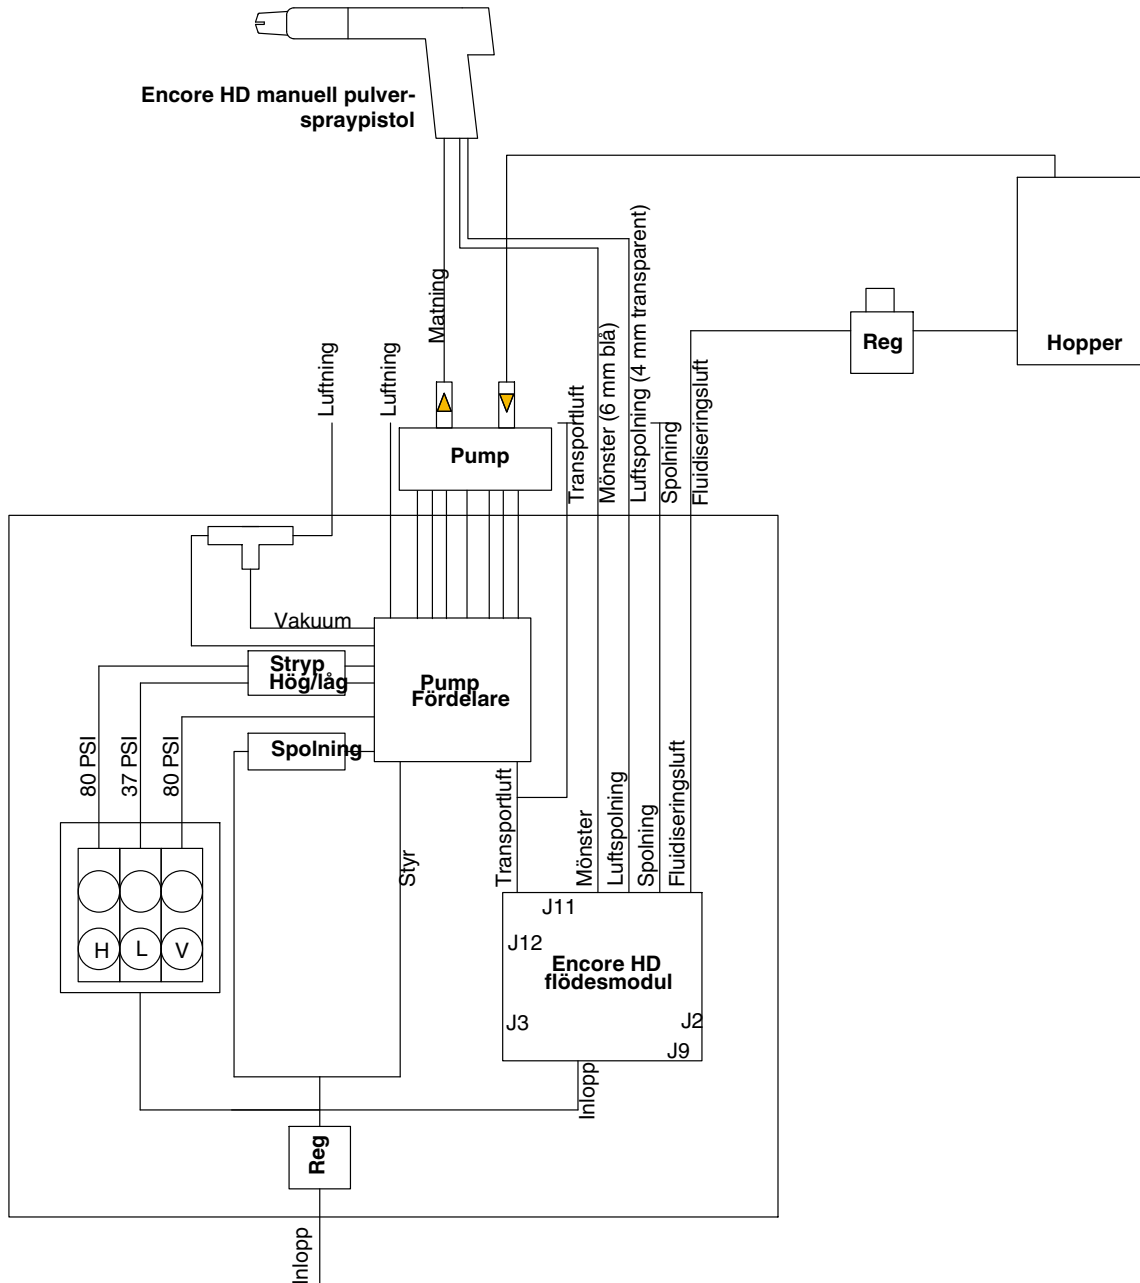 Encore HD manuell pulver-
spraypistol
Matning
Luftning
Luftning
Transportluft
Mönster (6 mm blå)
Luftspolning (4 mm transparent)
Spolning
Fluidiseringsluft
Reg
Hopper
Pump
Vakuum
Stryp
Hög/låg
Pump
Fördelare
Spolning
80 PSI
37 PSI
80 PSI
Styr
Transportluft
Mönster
Luftspolning
Spolning
Fluidiseringsluft
H
L
V
J11
J12
Encore HD
flödesmodul
J3
J2
J9
Inlopp
Reg
Inlopp